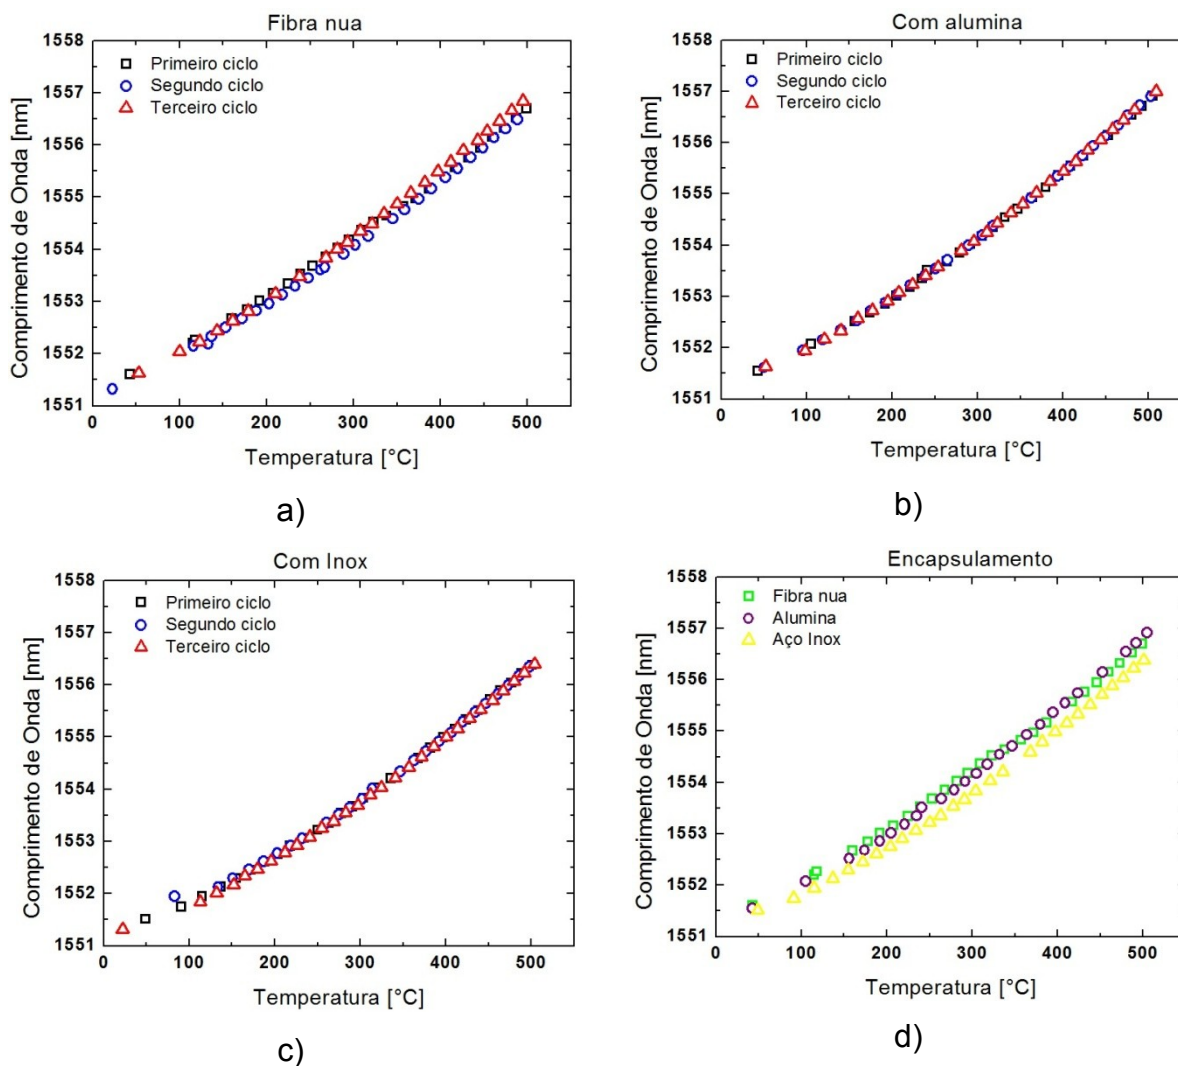 Fibra nua
1558
1557
1556
1555
1554
1553
1552
1551
Comprimento de Onda [nm]
Primeiro ciclo
Segundo ciclo
Terceiro ciclo
0 100 200 300 400 500
Temperatura [°C]
a)
Com alumina
1558
1557
1556
1555
1554
1553
1552
1551
Comprimento de Onda [nm]
Primeiro ciclo
Segundo ciclo
Terceiro ciclo
0 100 200 300 400 500
Temperatura [°C]
b)
Com Inox
1558
1557
1556
1555
1554
1553
1552
1551
Comprimento de Onda [nm]
Primeiro ciclo
Segundo ciclo
Terceiro ciclo
0 100 200 300 400 500
Temperatura [°C]
c)
Encapsulamento
1558
1557
1556
1555
1554
1553
1552
1551
Comprimento de Onda [nm]
Fibra nua
Alumina
Aço Inox
0 100 200 300 400 500
Temperatura [°C]
d)